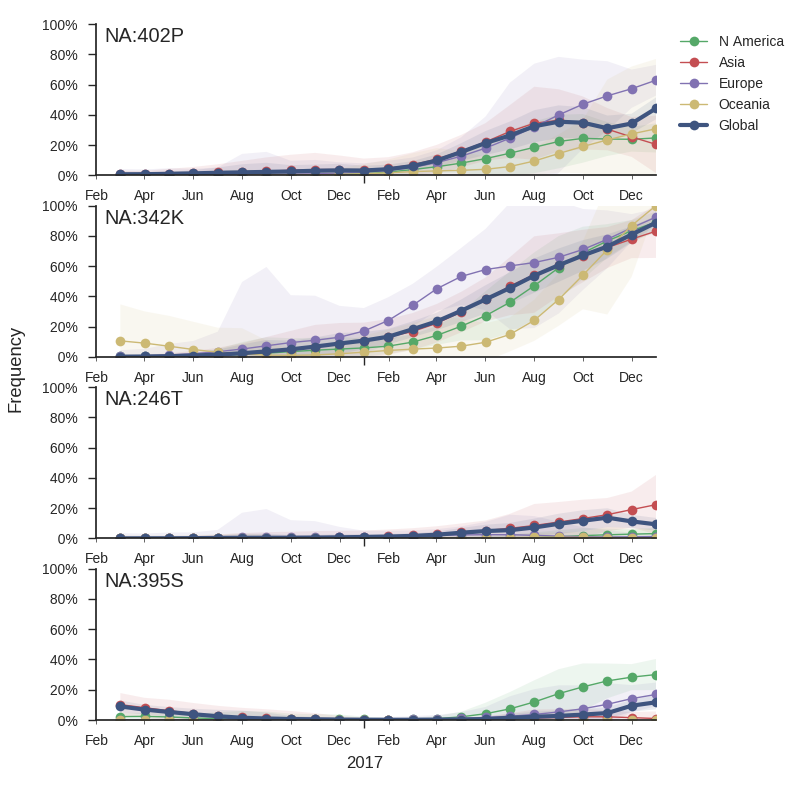 100%
NA:402P
80%
60%
40%
20%
0%
Feb Apr Jun Aug Oct Dec Feb Apr Jun Aug Oct Dec
N America
Asia
Europe
Oceania
Global
100%
NA:342K
80%
60%
40%
20%
0%
Feb Apr Jun Aug Oct Dec Feb Apr Jun Aug Oct Dec
Frequency
100%
NA:246T
80%
60%
40%
20%
0%
Feb Apr Jun Aug Oct Dec Feb Apr Jun Aug Oct Dec
100%
NA:395S
80%
60%
40%
20%
0%
Feb Apr Jun Aug Oct Dec Feb Apr Jun Aug Oct Dec
2017